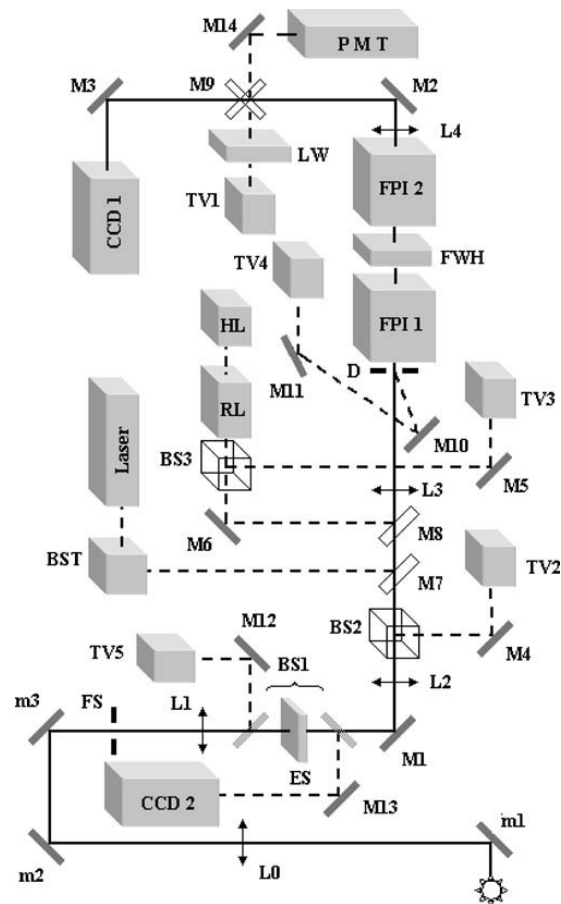 M14
PMT
M3
M9
M2
L4
LW
FPI 2
CCD 1
TV1
TV4
FWH
HL
FPI 1
D
TV3
M11
RL
M10
Laser
BS3
L3
M5
M6
M8
BST
M7
TV2
BS2
M12
M4
TV5
BS1
L2
m3
FS
L1
M1
ES
CCD 2
M13
m1
m2
L0